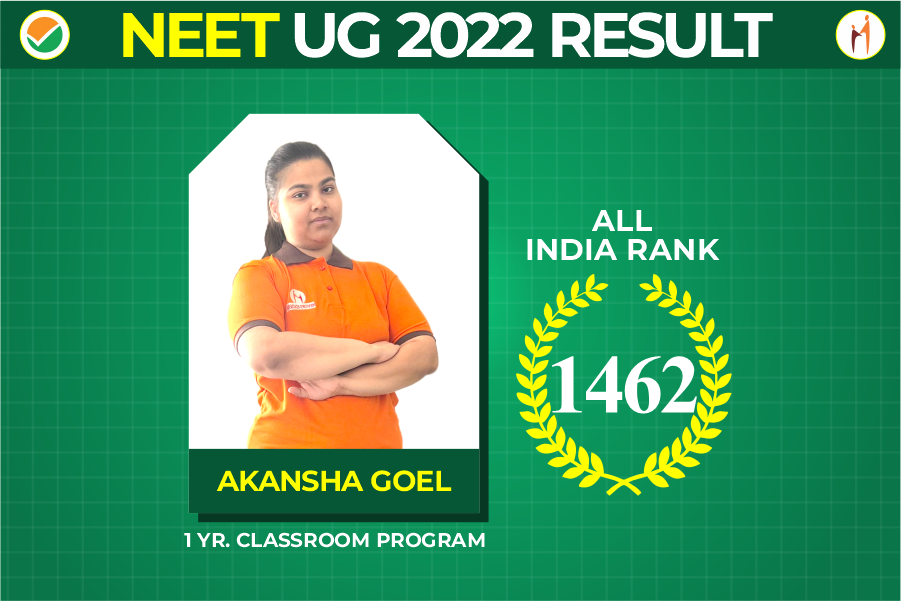 NEET UG 2022 RESULT
ALL
INDIA RANK
1462
AKANSHA GOEL
1 YR. CLASSROOM PROGRAM